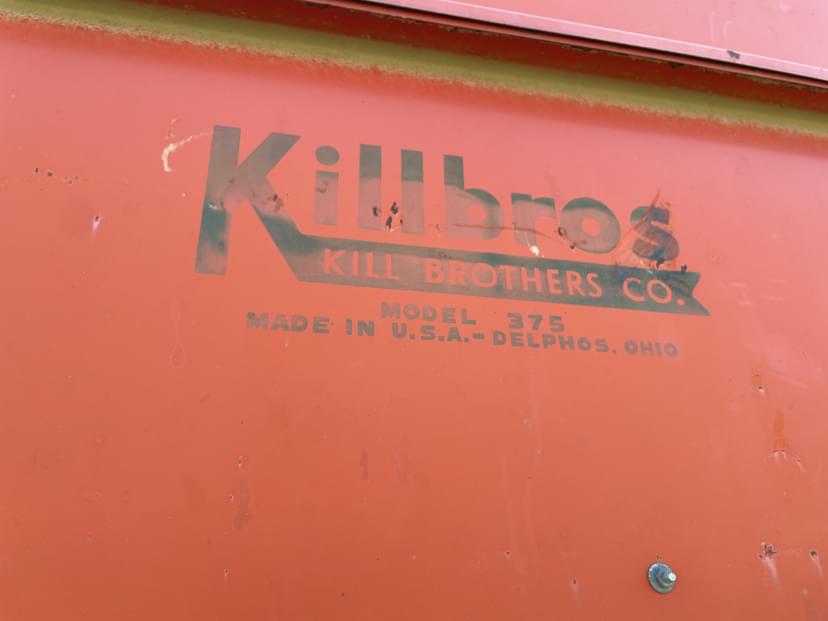 Killbros
KILL BROTHERS CO.
MODEL 375
MADE IN U.S.A.-DELPHOS, OHIO